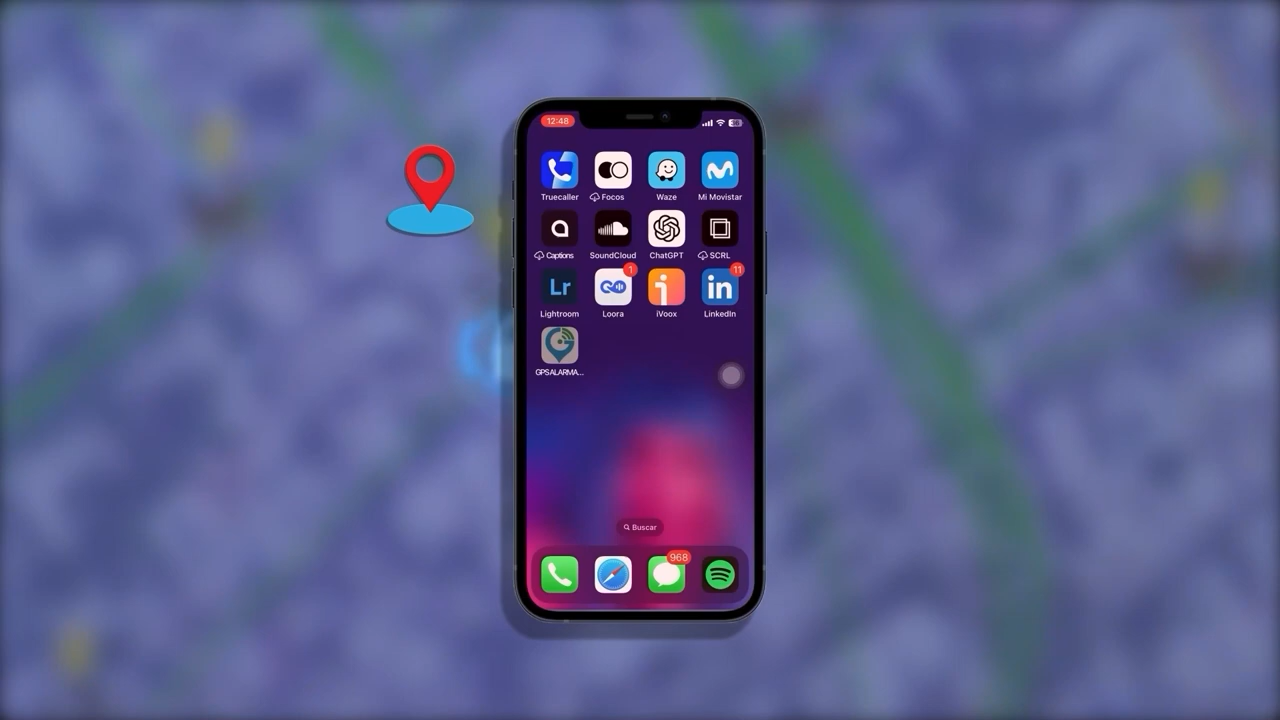 12:48
Truecaller
Focos
Waze
Mi Movistar
Captions
SoundCloud
ChatGPT
SCRL
Lr
1
11
in
Lightroom
Loora
iVoox
LinkedIn
GPSALARMA...
Buscar
968